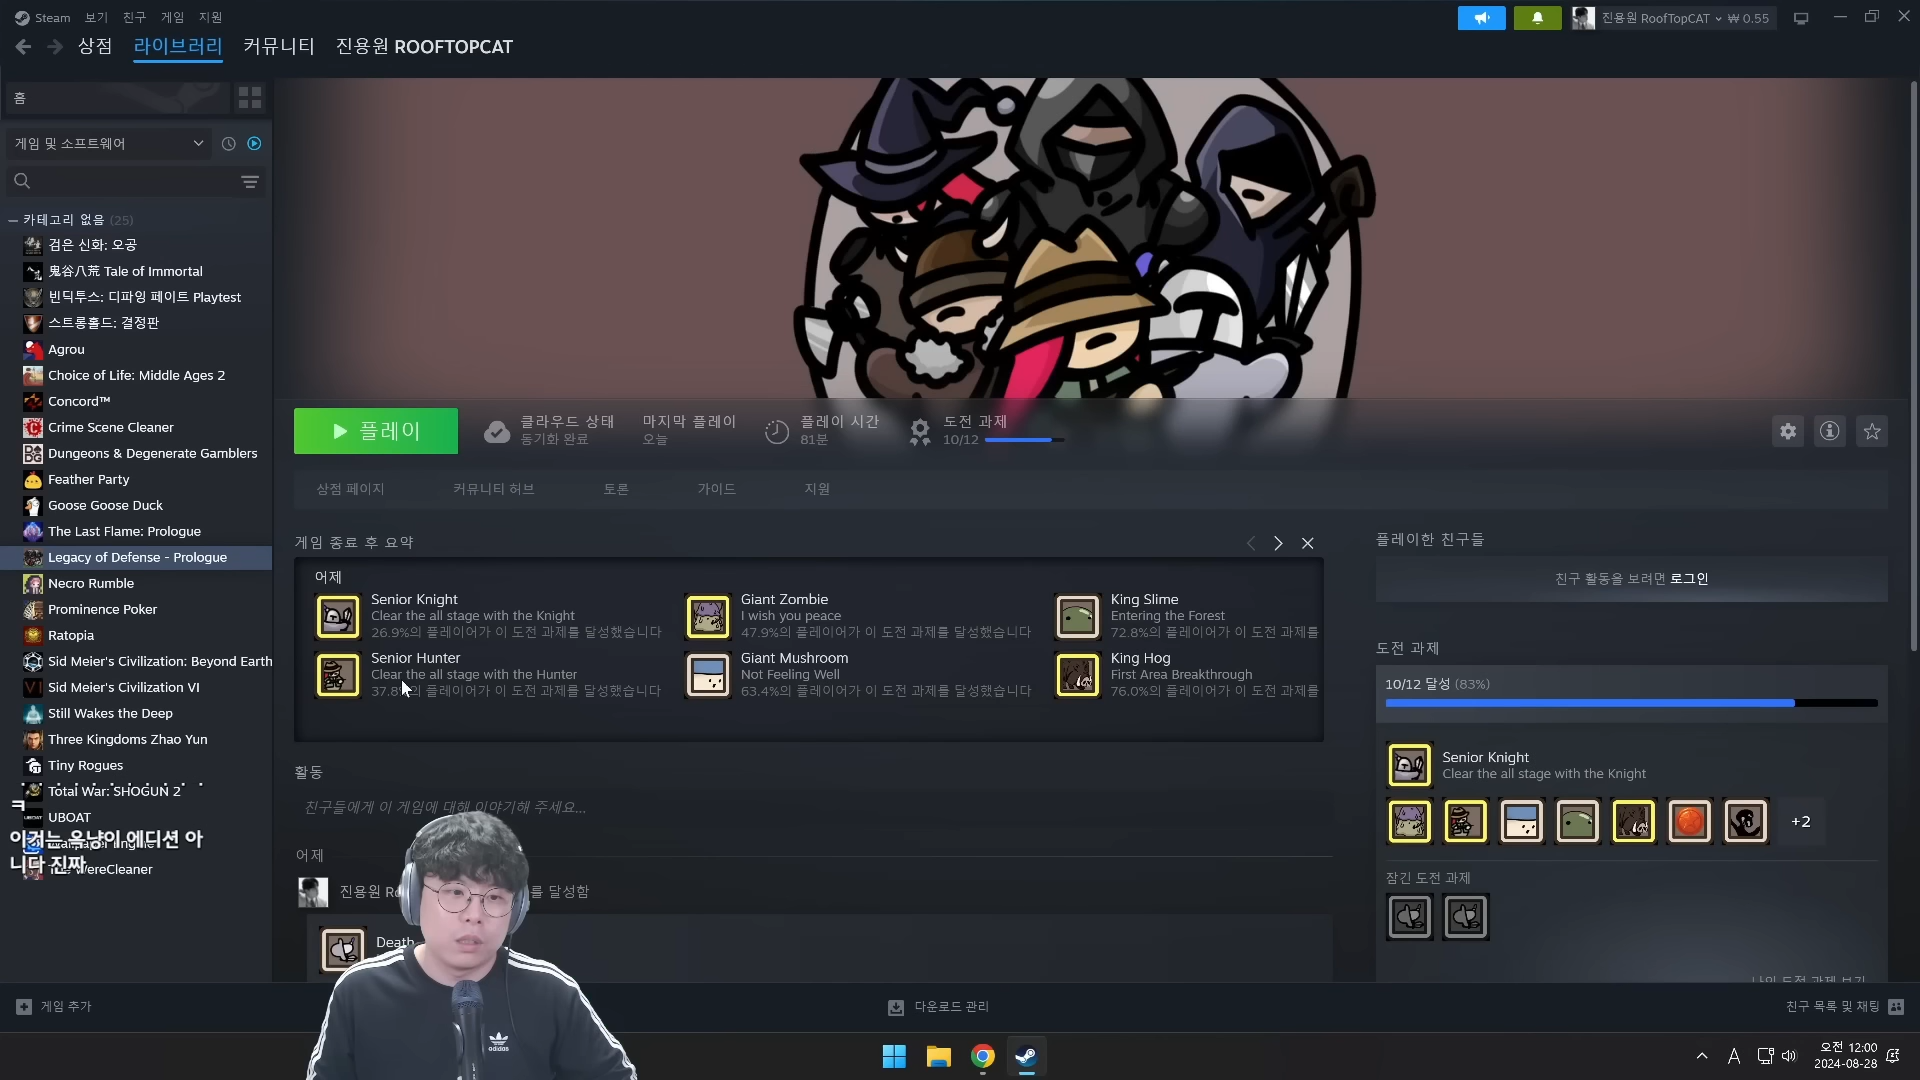 Steam 보기 친구 게임 지원
진용원 RoofTopCAT ₩ 0.55
상점 라이브러리 커뮤니티 진용원 ROOFTOPCAT
홈
게임 및 소프트웨어
카테고리 없음 (25)
검은 신화: 오공
鬼谷八荒 Tale of Immortal
빈딕투스: 디파잉 페이트 Playtest
스트롱홀드: 결정판
Agrou
Choice of Life: Middle Ages 2
Concord™
Crime Scene Cleaner
Dungeons & Degenerate Gamblers
Feather Party
Goose Goose Duck
The Last Flame: Prologue
Legacy of Defense - Prologue
Necro Rumble
Prominence Poker
Ratopia
Sid Meier's Civilization: Beyond Earth
Sid Meier's Civilization VI
Still Wakes the Deep
Three Kingdoms Zhao Yun
Tiny Rogues
Total War: SHOGUN 2
ㅋ
UBOAT
이거는 옥냥이 에디션 아
니다 진짜
WereCleaner
플레이
클라우드 상태
동기화 완료
마지막 플레이
오늘
플레이 시간
81분
도전 과제
10/12
상점 페이지 커뮤니티 허브 토론 가이드 지원
게임 종료 후 요약
어제
Senior Knight
Clear the all stage with the Knight
26.9%의 플레이어가 이 도전 과제를 달성했습니다
Giant Zombie
I wish you peace
47.9%의 플레이어가 이 도전 과제를 달성했습니다
King Slime
Entering the Forest
72.8%의 플레이어가 이 도전 과제를
Senior Hunter
Clear the all stage with the Hunter
37.8%의 플레이어가 이 도전 과제를 달성했습니다
Giant Mushroom
Not Feeling Well
63.4%의 플레이어가 이 도전 과제를 달성했습니다
King Hog
First Area Breakthrough
76.0%의 플레이어가 이 도전 과제를
활동
친구들에게 이 게임에 대해 이야기해 주세요...
어제
진용원 를 달성함
Death
플레이한 친구들
친구 활동을 보려면 로그인
도전 과제
10/12 달성 (83%)
Senior Knight
Clear the all stage with the Knight
+2
잠긴 도전 과제
나의 도전 과제 보기
게임 추가
다운로드 관리
친구 목록 및 채팅
adidas
A
오전 12:00
2024-08-28